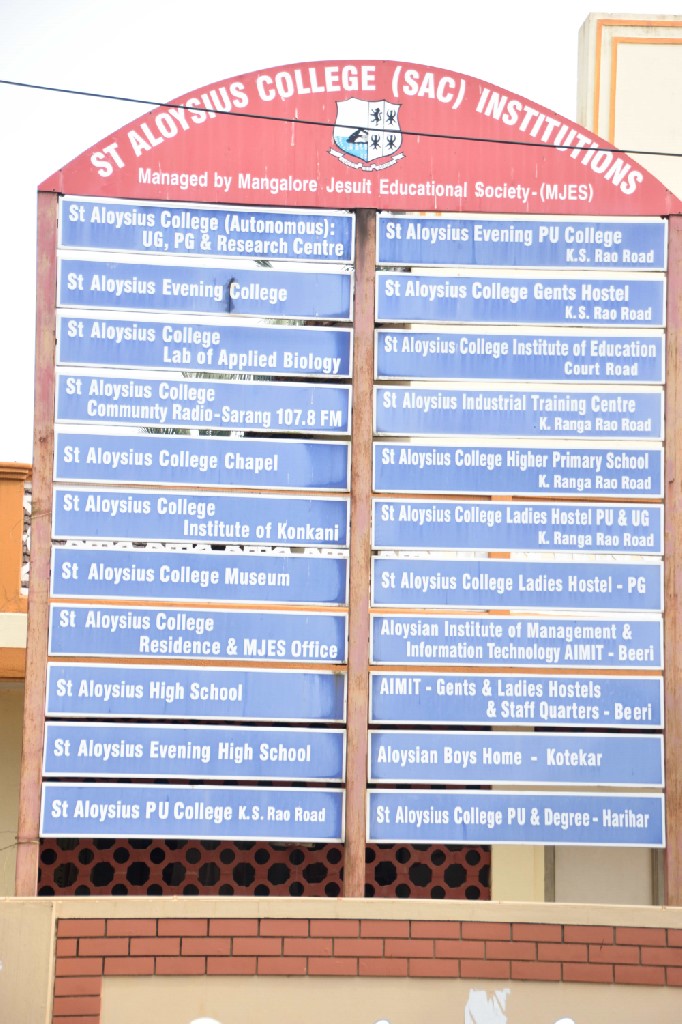 ST ALOYSIUS COLLEGE (SAC) INSTITUTIONS
Managed by Mangalore Jesuit Educational Society-(MJES)
St Aloysius College (Autonomous):
UG, PG & Research Centre
St Aloysius Evening College
St Aloysius College
Lab of Applied Biology
St Aloysius College
Community Radio-Sarang 107.8 FM
St Aloysius College Chapel
St Aloysius College
Institute of Konkani
St Aloysius College Museum
St Aloysius College
Residence & MJES Office
St Aloysius High School
St Aloysius Evening High School
St Aloysius PU College K.S. Rao Road
St Aloysius Evening PU College
K.S. Rao Road
St Aloysius College Gents Hostel
K.S. Rao Road
St Aloysius College Institute of Education
Court Road
St Aloysius Industrial Training Centre
K. Ranga Rao Road
St Aloysius College Higher Primary School
K. Ranga Rao Road
St Aloysius College Ladies Hostel PU & UG
K. Ranga Rao Road
St Aloysius College Ladies Hostel - PG
Aloysian Institute of Management &
Information Technology AIMIT - Beeri
AIMIT - Gents & Ladies Hostels
& Staff Quarters - Beeri
Aloysian Boys Home - Kotekar
St Aloysius College PU & Degree - Harihar